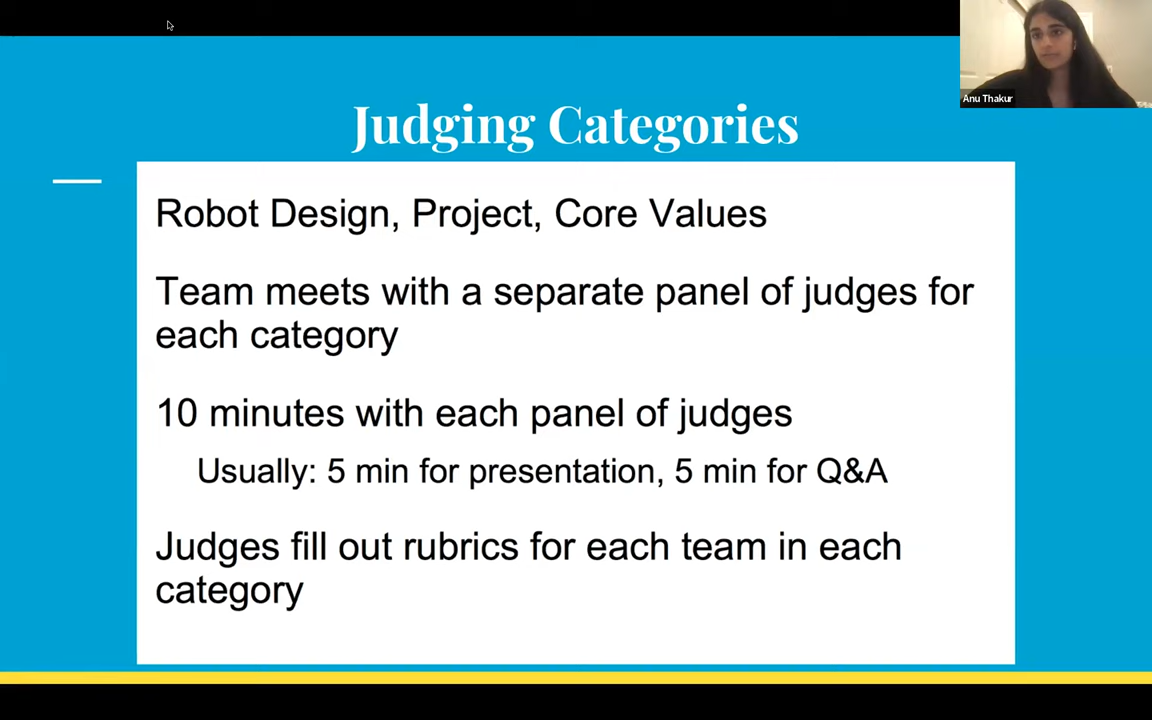 Anu Thakur
Judging Categories
Robot Design, Project, Core Values
Team meets with a separate panel of judges for
each category
10 minutes with each panel of judges
Usually: 5 min for presentation, 5 min for Q&A
Judges fill out rubrics for each team in each
category